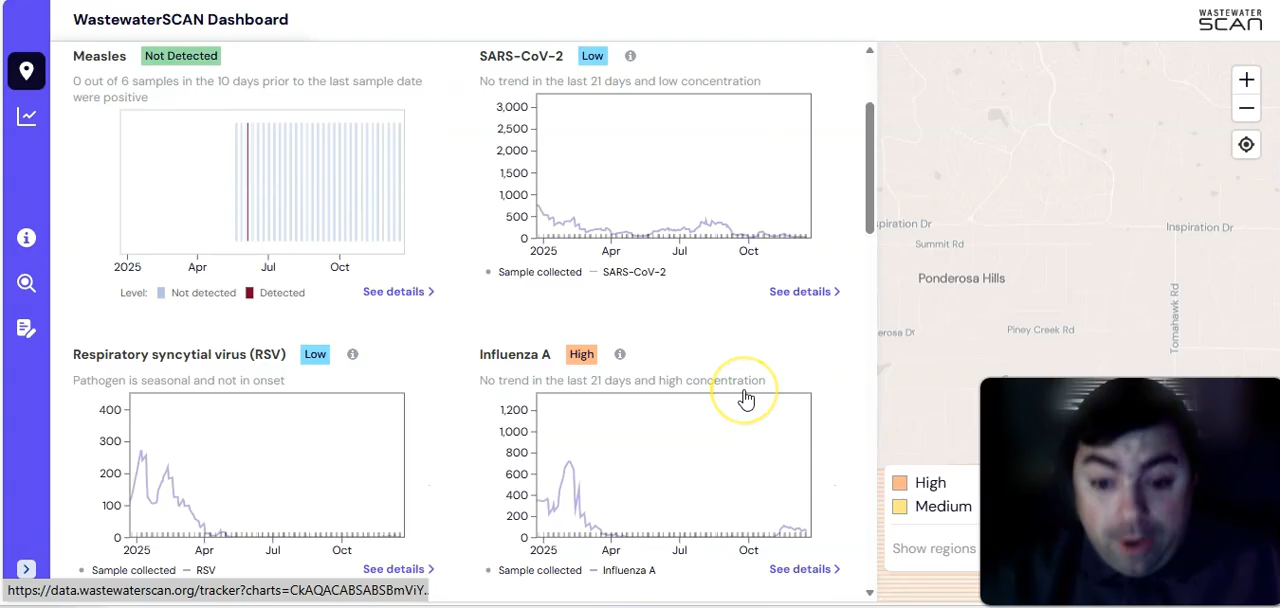 WastewaterSCAN Dashboard
WASTEWATER
SCAN
Measles Not Detected
0 out of 6 samples in the 10 days prior to the last sample date
were positive
2025 Apr Jul Oct
Level: Not detected Detected
See details >
SARS-CoV-2 Low
No trend in the last 21 days and low concentration
3,000
2,500
2,000
1,500
1,000
500
0
2025 Apr Jul Oct
Sample collected SARS-CoV-2
See details >
Respiratory syncytial virus (RSV) Low
Pathogen is seasonal and not in onset
400
300
200
100
0
2025 Apr Jul Oct
Sample collected RSV
See details >
Influenza A High
No trend in the last 21 days and high concentration
1,200
1,000
800
600
400
200
0
2025 Apr Jul Oct
Sample collected Influenza A
See details >
spiration Dr
Summit Rd
Inspiration Dr
Ponderosa Hills
Piney Creek Rd
erosa Dr
Tomahawk Rd
High
Medium
Show regions
https://data.wastewaterscan.org/tracker?charts=CkAQACABSABSBmViY...